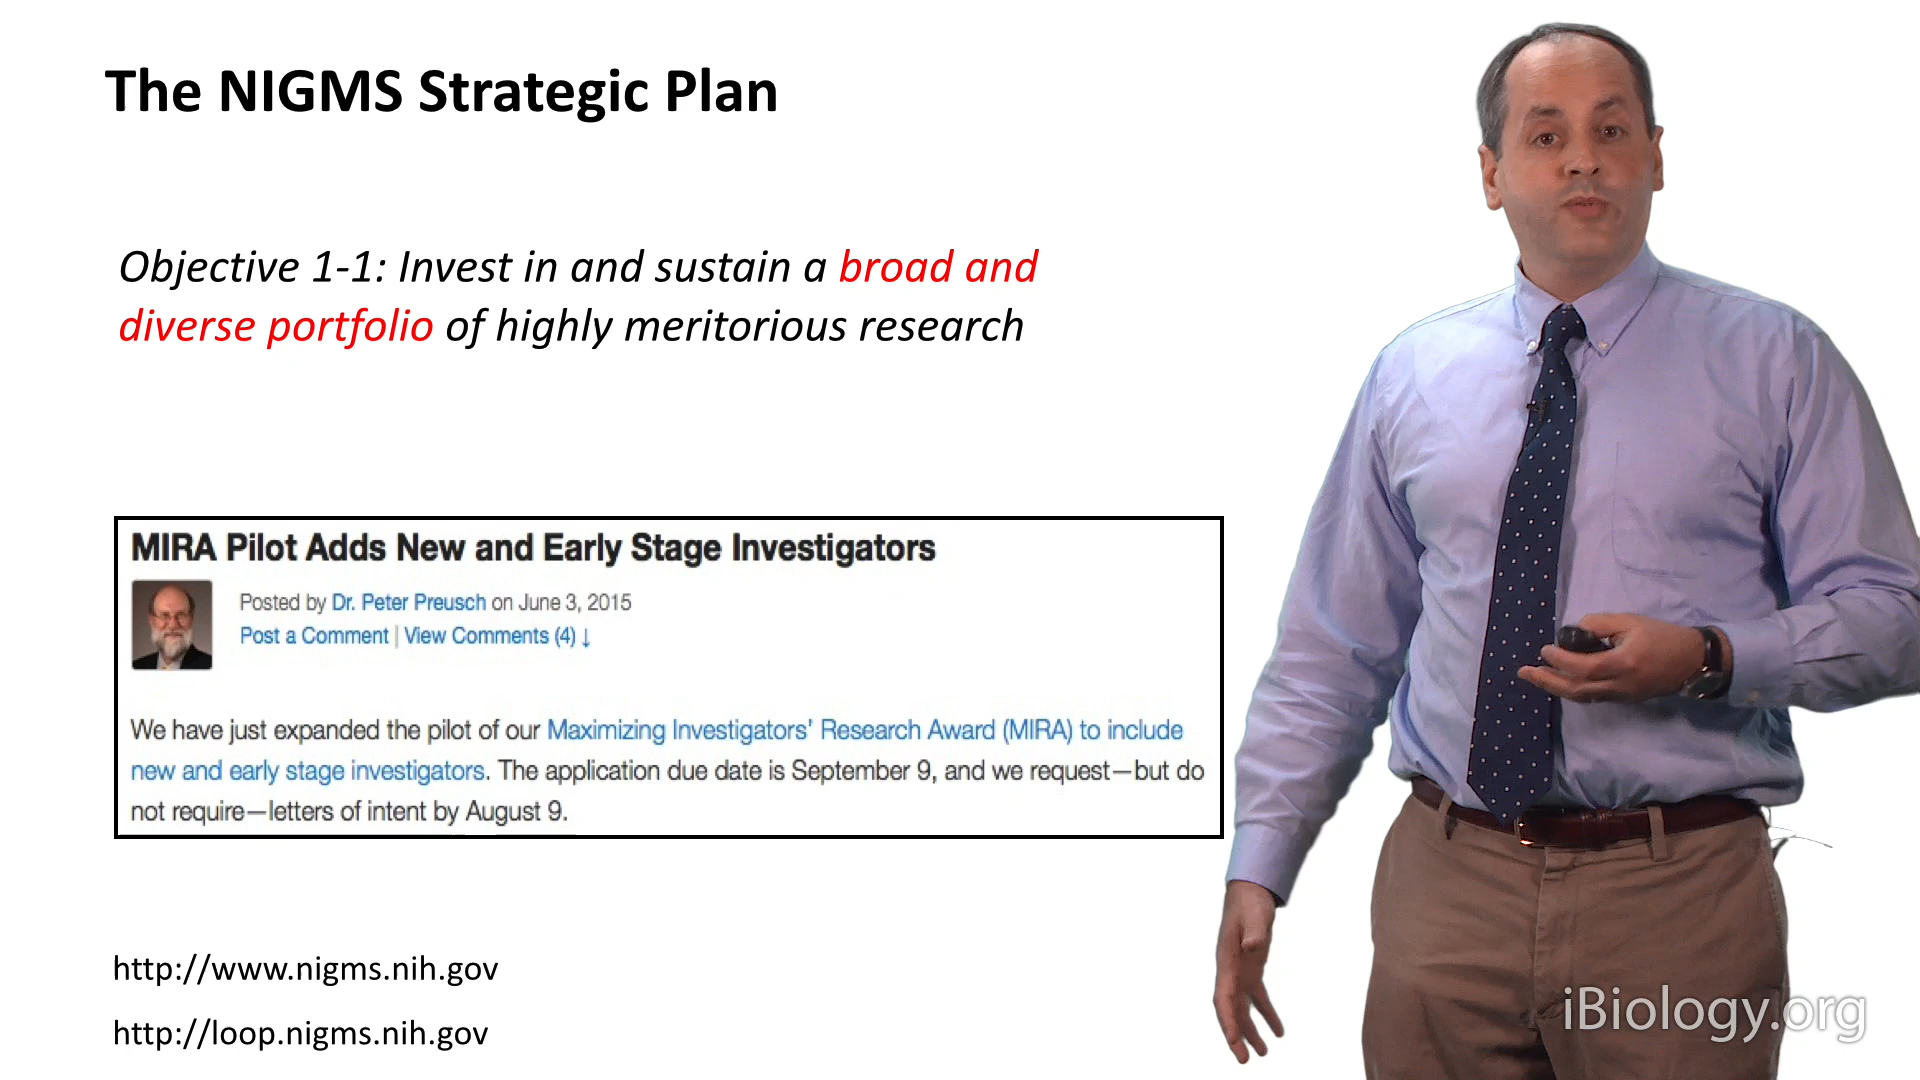 The NIGMS Strategic Plan
Objective 1-1: Invest in and sustain a broad and
diverse portfolio of highly meritorious research
MIRA Pilot Adds New and Early Stage Investigators
Posted by Dr. Peter Preusch on June 3, 2015
Post a Comment | View Comments (4) ↓
We have just expanded the pilot of our Maximizing Investigators' Research Award (MIRA) to include
new and early stage investigators. The application due date is September 9, and we request—but do
not require—letters of intent by August 9.
http://www.nigms.nih.gov
http://loop.nigms.nih.gov
iBiology.org